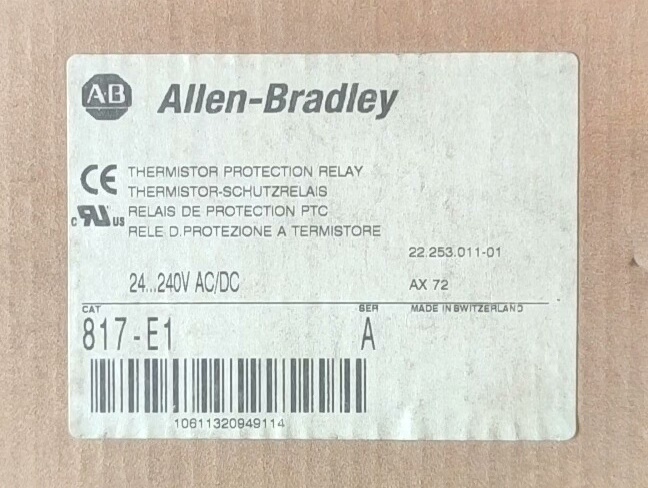 AB Allen-Bradley
CE THERMISTOR PROTECTION RELAY
THERMISTOR-SCHUTZRELAIS
c RU us RELAIS DE PROTECTION PTC
RELE D.PROTEZIONE A TERMISTORE
22.253.011-01
24...240V AC/DC AX 72
CAT SER MADE IN SWITZERLAND
817-E1 A
10611320949114